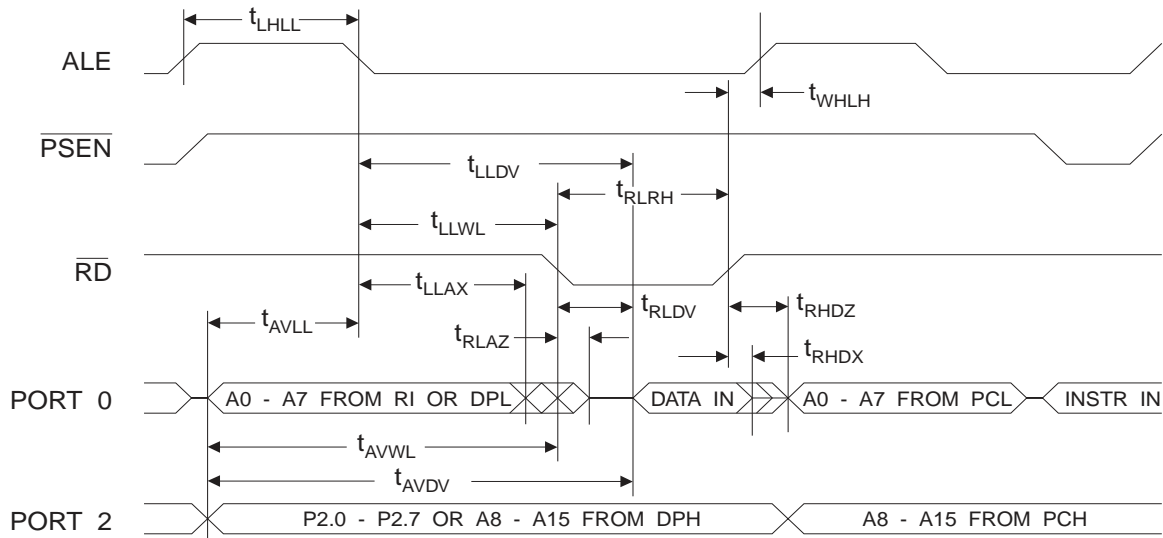 tLHLL
ALE
tWHLH
PSEN
tLLDV
tRLRH
tLLWL
RD
tLLAX
tRLDV
tRHDZ
tAVLL
tRLAZ
tRHDX
PORT 0
A0 - A7 FROM RI OR DPL
DATA IN
A0 - A7 FROM PCL
INSTR IN
tAVWL
tAVDV
PORT 2
P2.0 - P2.7 OR A8 - A15 FROM DPH
A8 - A15 FROM PCH